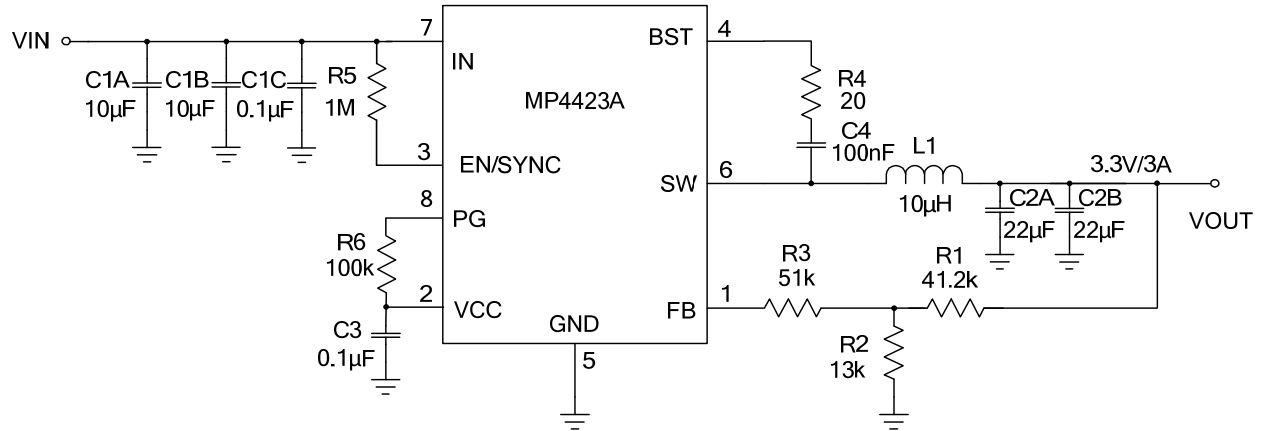 VIN
C1A
10μF
C1B
10μF
C1C
0.1μF
R5
1M
7
IN
3
EN/SYNC
8
PG
R6
100k
2
VCC
C3
0.1μF
MP4423A
GND
5
4
BST
R4
20
C4
100nF
6
SW
L1
10μH
3.3V/3A
C2A
22μF
C2B
22μF
VOUT
1
FB
R3
51k
R1
41.2k
R2
13k